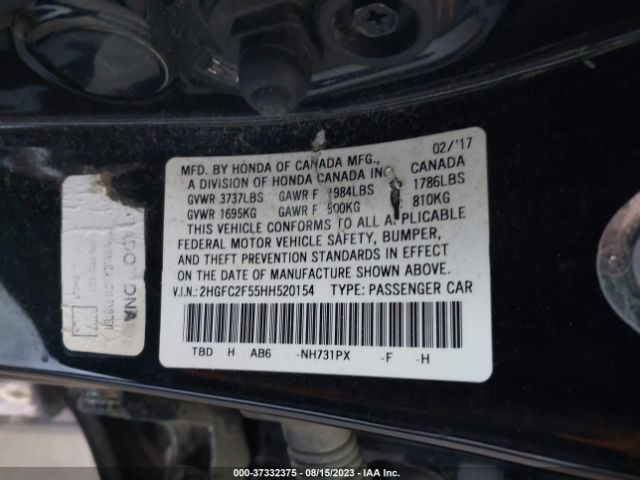 02/'17
MFD. BY HONDA OF CANADA MFG.,
A DIVISION OF HONDA CANADA INC. CANADA
GVWR 3737LBS GAWR F 1984LBS 1786LBS
GVWR 1695KG GAWR F 900KG 810KG
THIS VEHICLE CONFORMS TO ALL APPLICABLE
FEDERAL MOTOR VEHICLE SAFETY, BUMPER,
AND THEFT PREVENTION STANDARDS IN EFFECT
ON THE DATE OF MANUFACTURE SHOWN ABOVE.
V.I.N.: 2HGFC2F55HH520154 TYPE: PASSENGER CAR
TBD H AB6 -NH731PX -F -H
000-37332375 - 08/15/2023 - IAA Inc.